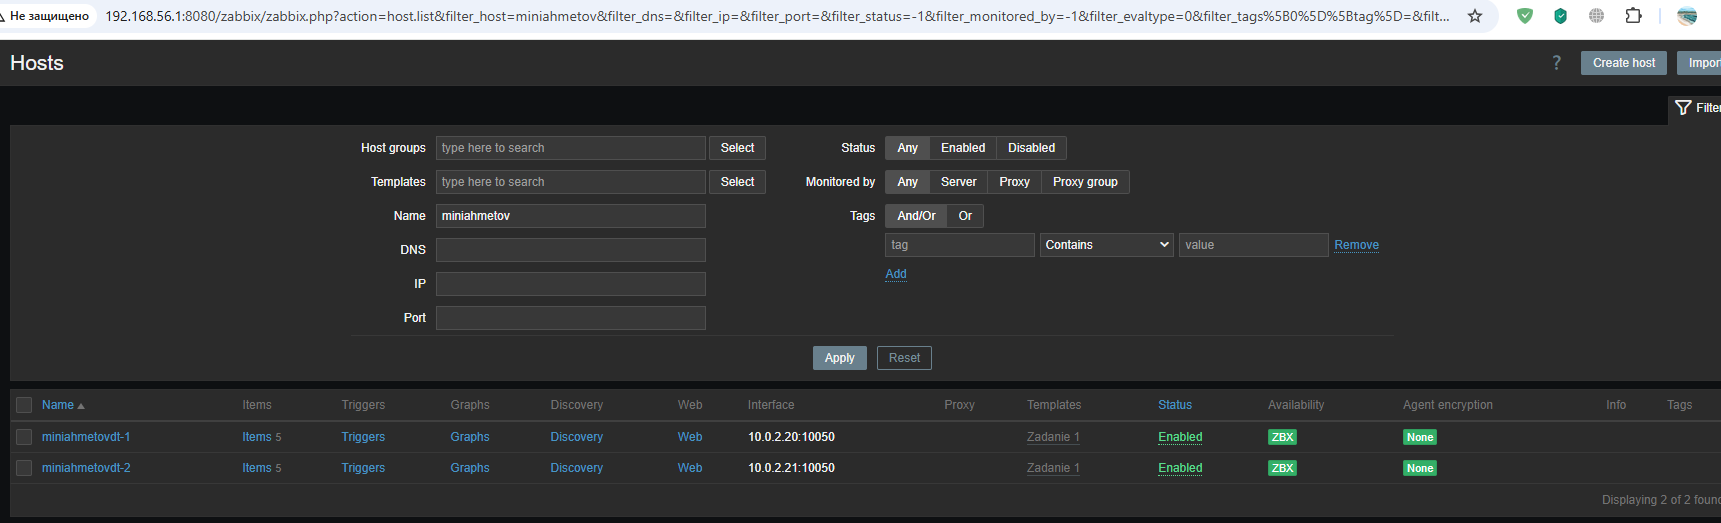 Не защищено 192.168.56.1:8080/zabbix/zabbix.php?action=host.list&filter_host=miniahmetov&filter_dns=&filter_ip=&filter_port=&filter_status=-1&filter_monitored_by=-1&filter_evaltype=0&filter_tags%5B0%5D%5Btag%5D=&filt...
Hosts ? Create host Impor
Filter
Host groups type here to search Select Status Any Enabled Disabled
Templates type here to search Select Monitored by Any Server Proxy Proxy group
Name miniahmetov Tags And/Or Or
DNS tag Contains value Remove
IP Add
Port
Apply Reset
Name Items Triggers Graphs Discovery Web Interface Proxy Templates Status Availability Agent encryption Info Tags
miniahmetovdt-1 Items 5 Triggers Graphs Discovery Web 10.0.2.20:10050 Zadanie 1 Enabled ZBX None
miniahmetovdt-2 Items 5 Triggers Graphs Discovery Web 10.0.2.21:10050 Zadanie 1 Enabled ZBX None
Displaying 2 of 2 found